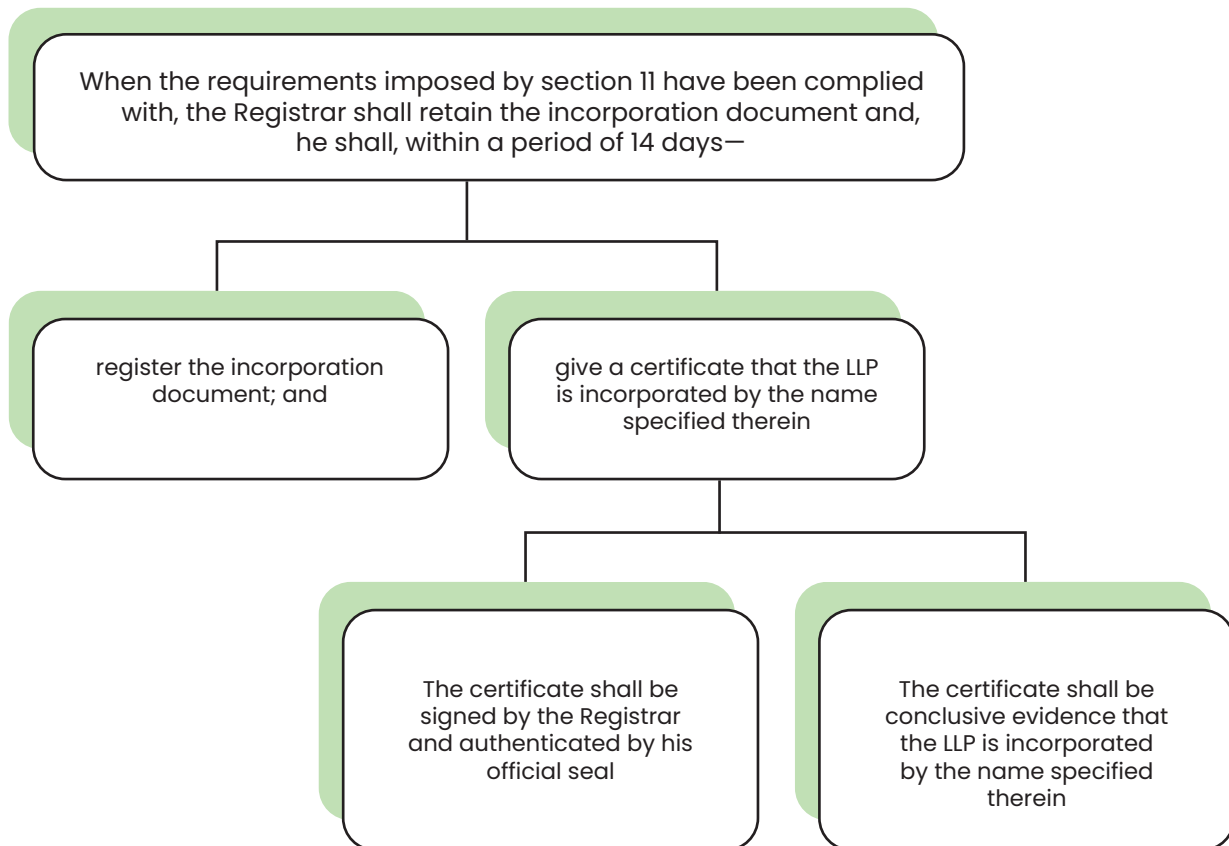 When the requirements imposed by section 11 have been complied
with, the Registrar shall retain the incorporation document and,
he shall, within a period of 14 days—
register the incorporation
document; and
give a certificate that the LLP
is incorporated by the name
specified therein
The certificate shall be
signed by the Registrar
and authenticated by his
official seal
The certificate shall be
conclusive evidence that
the LLP is incorporated
by the name specified
therein